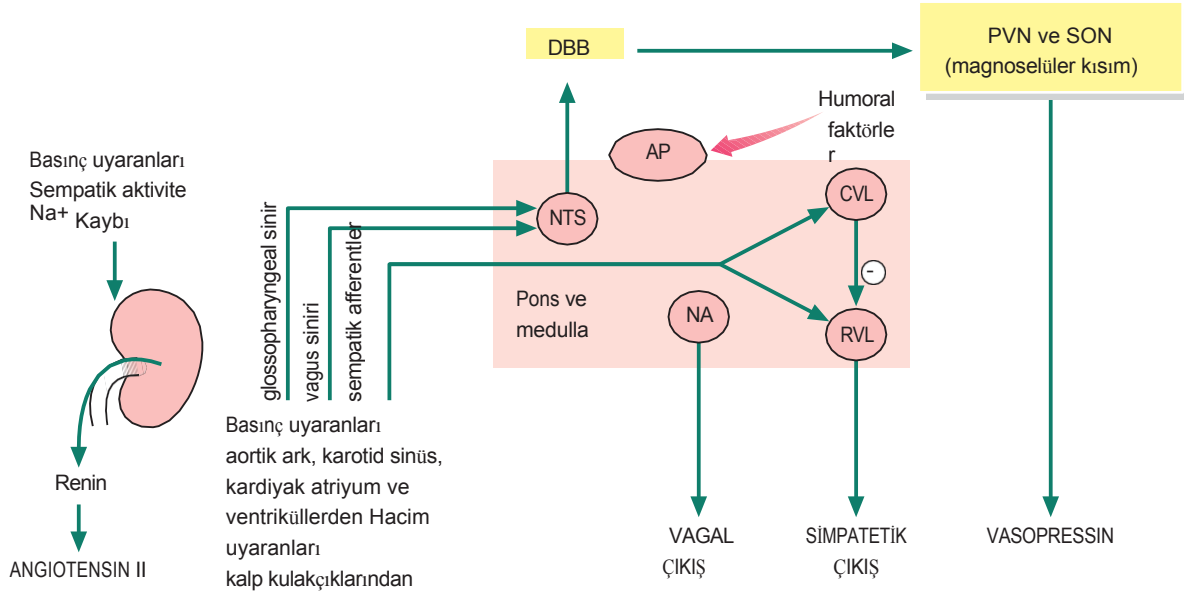 DBB
PVN ve SON
(magnoselüler kısım)
Humoral
faktörle
r
AP
Basınç uyaranları
Sempatik aktivite
Na+ Kaybı
CVL
NTS
glossopharyngeal sinir
vagus siniri
sempatik afferentler
-
Pons ve
medulla
NA
RVL
Basınç uyaranları
aortik ark, karotid sinüs,
kardiyak atriyum ve
ventriküllerden Hacim
uyaranları
kalp kulakçıklarından
Renin
ANGIOTENSIN II
VAGAL
ÇIKIŞ
SİMPATETİK
ÇIKIŞ
VASOPRESSIN